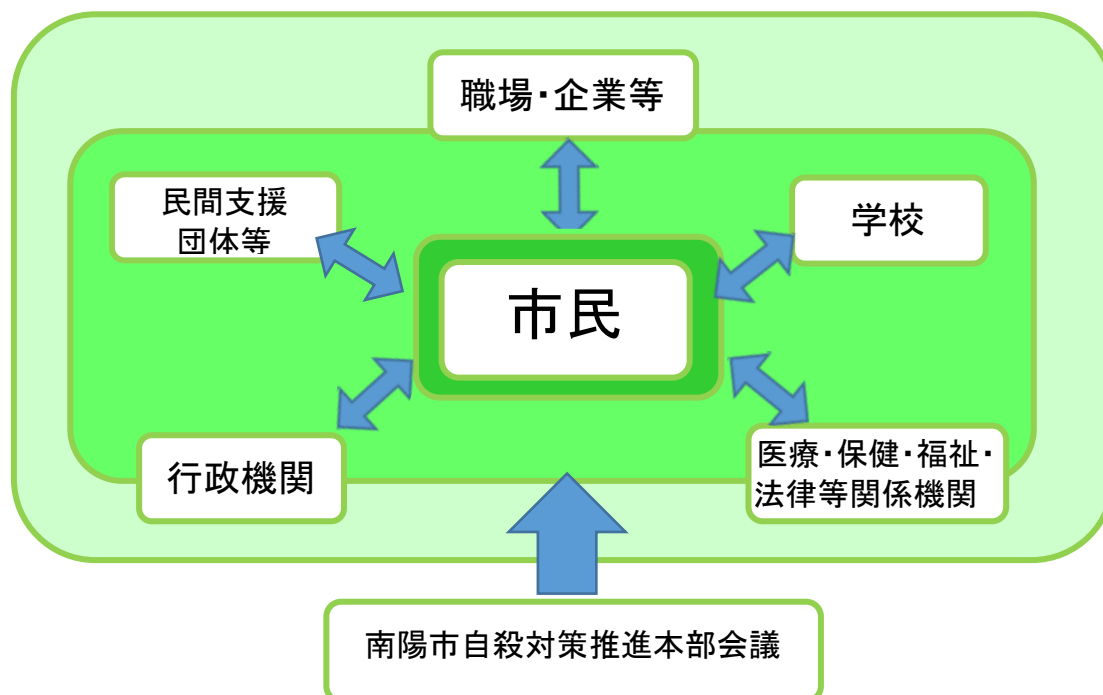 職場・企業等
民間支援
団体等
学校
市民
行政機関
医療・保健・福祉・
法律等関係機関
南陽市自殺対策推進本部会議